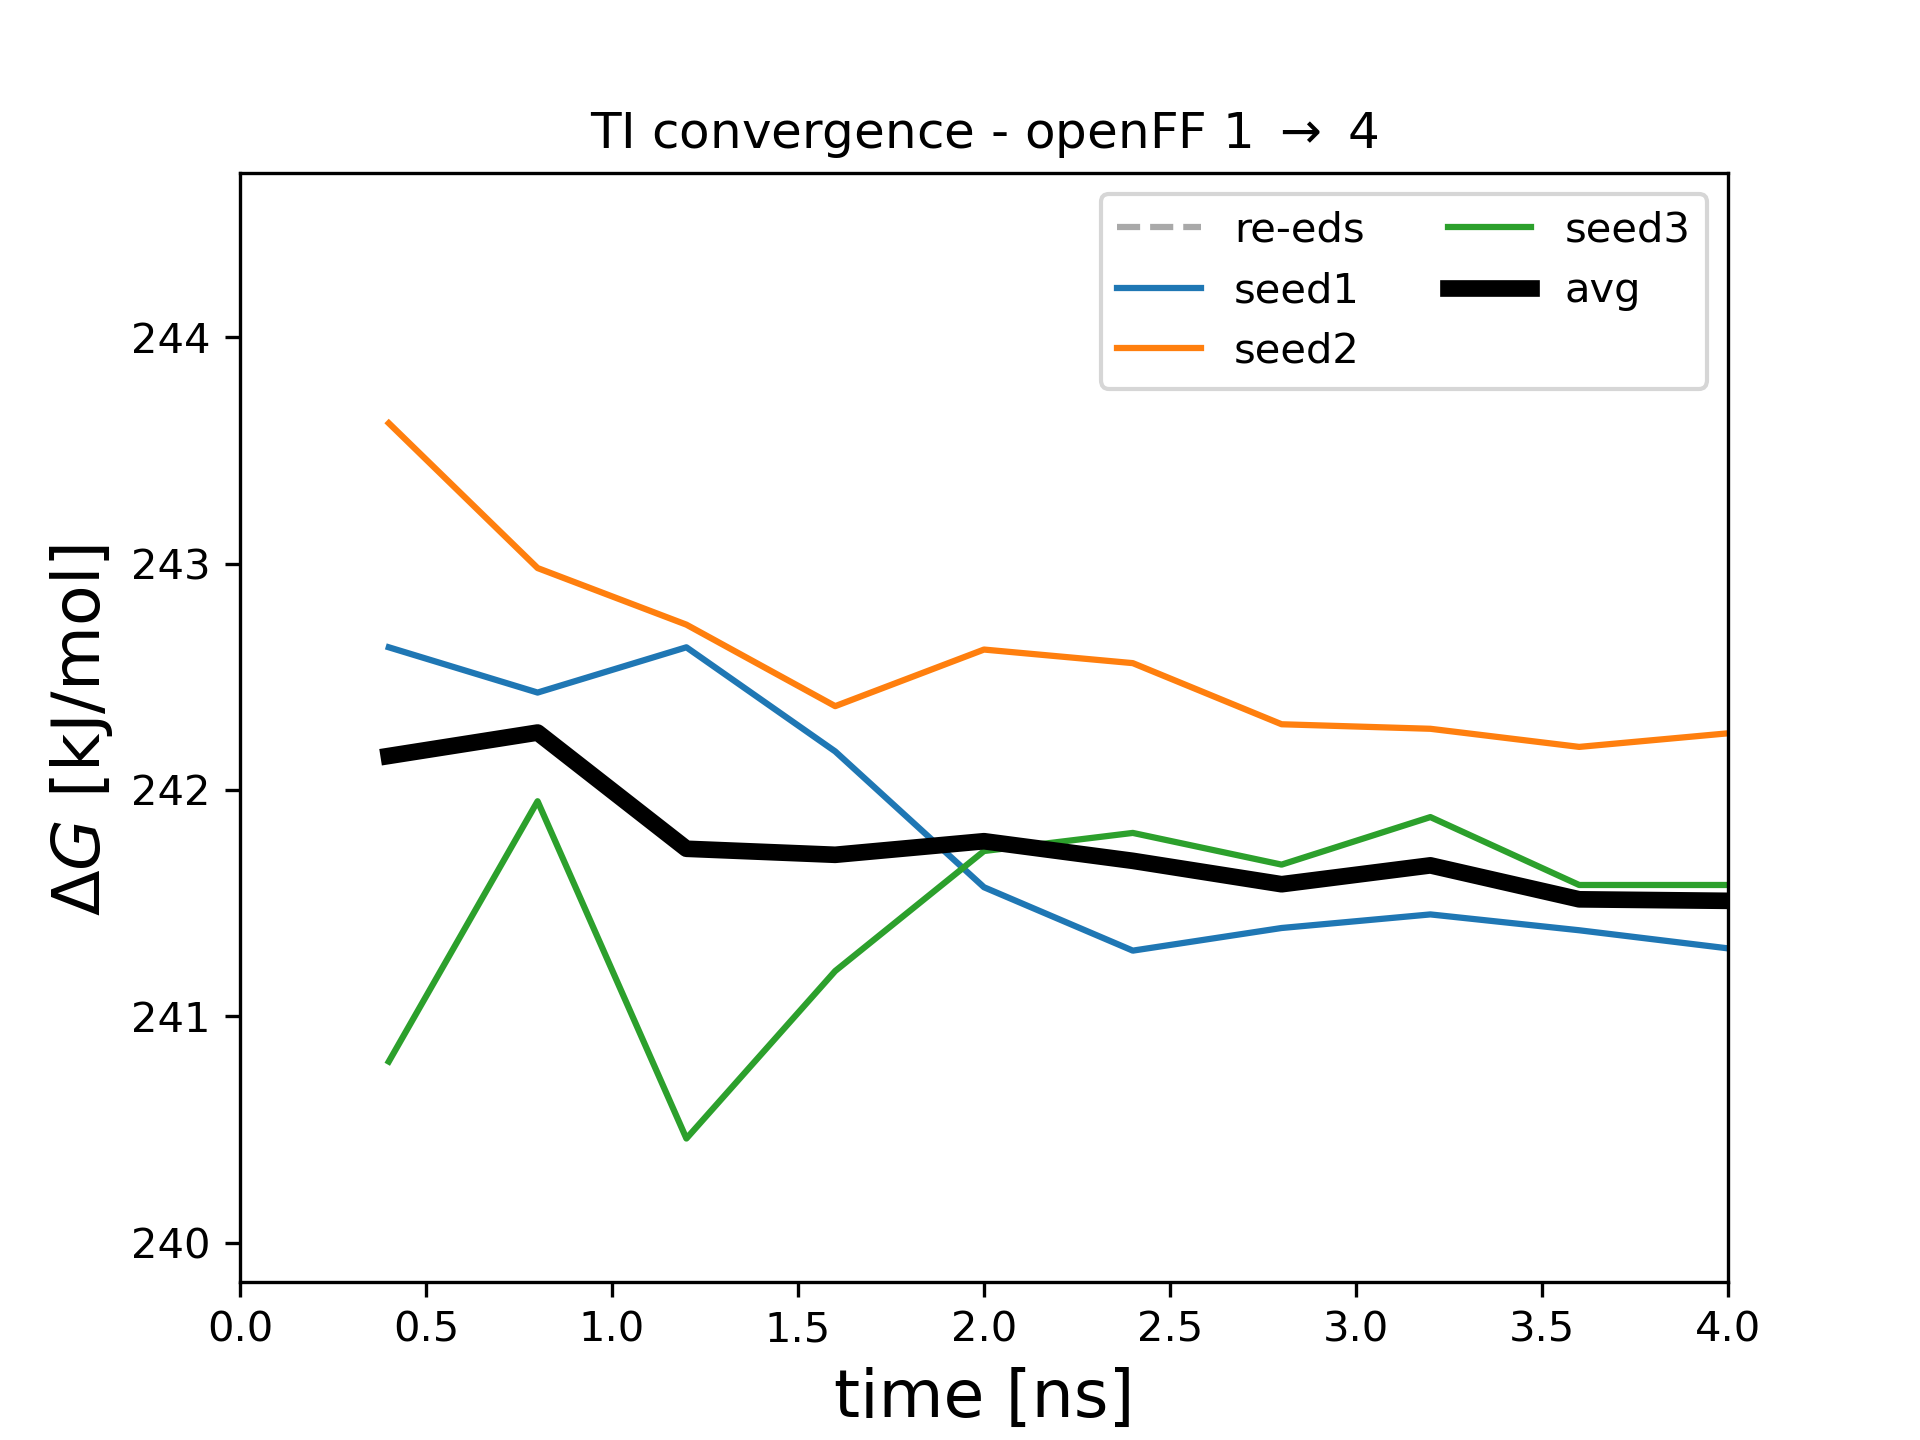 TI convergence - openFF 1 → 4
re-eds
seed1
seed2
seed3
avg
ΔG [kJ/mol]
244
243
242
241
240
0.0 0.5 1.0 1.5 2.0 2.5 3.0 3.5 4.0
time [ns]